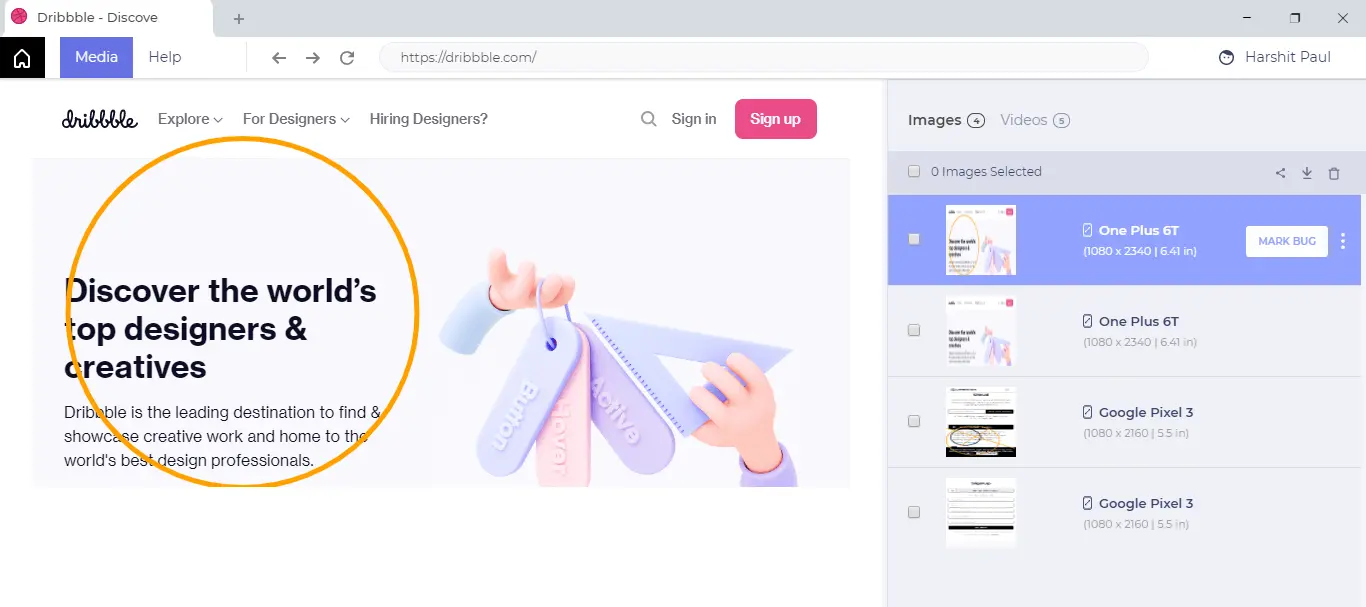 Dribbble - Discove
Media Help https://dribbble.com/ Harshit Paul
dribbble Explore For Designers Hiring Designers? Sign in Sign up
Discover the world's
top designers &
creatives
Dribbble is the leading destination to find &
showcase creative work and home to the
world's best design professionals.
Button
Hover
Active
Images 4 Videos 5
0 Images Selected
One Plus 6T
(1080 x 2340 | 6.41 in)
MARK BUG
One Plus 6T
(1080 x 2340 | 6.41 in)
Google Pixel 3
(1080 x 2160 | 5.5 in)
Google Pixel 3
(1080 x 2160 | 5.5 in)